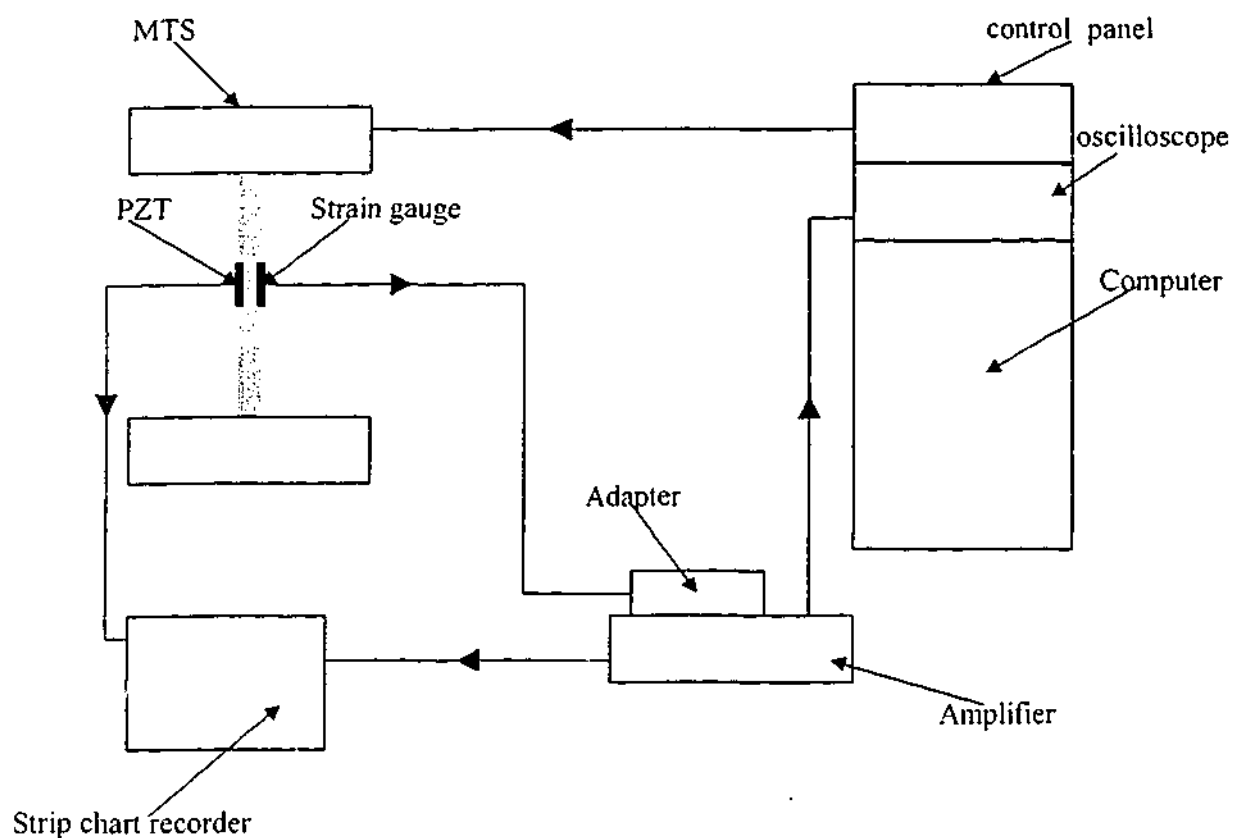 MTS
control panel
oscilloscope
PZT
Strain gauge
Computer
Adapter
Amplifier
Strip chart recorder